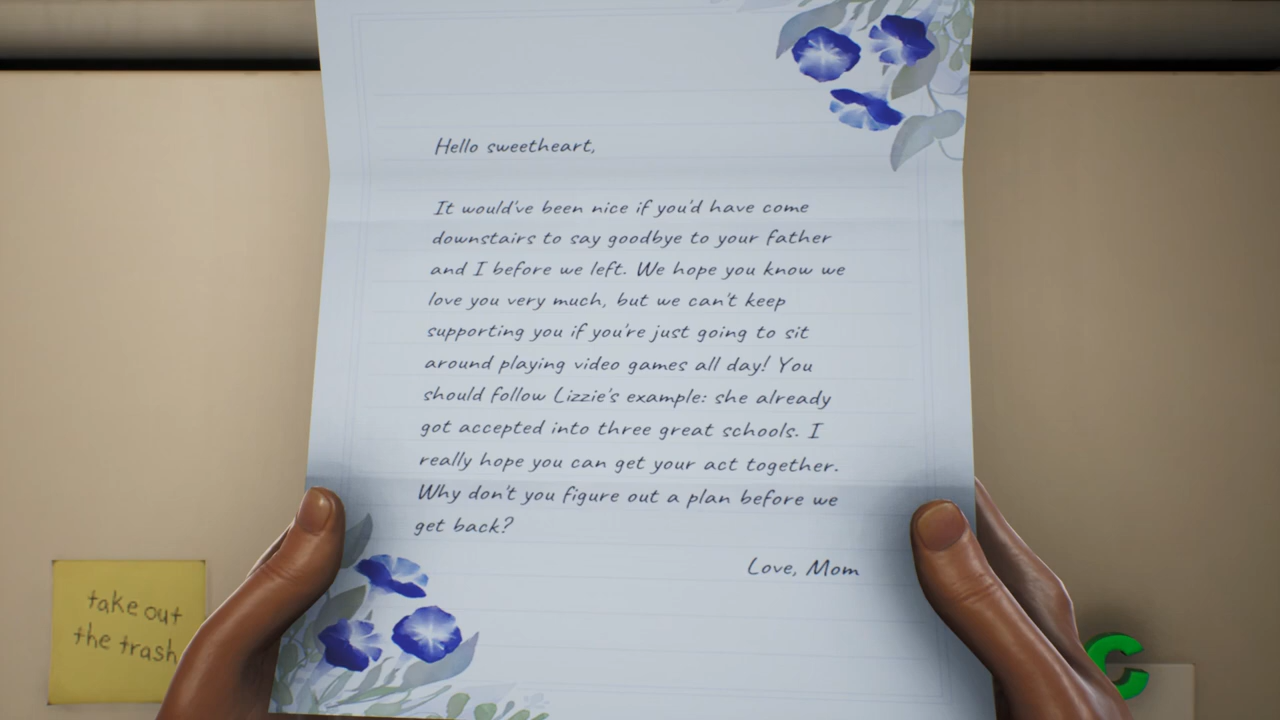 Hello sweetheart,
It would've been nice if you'd have come
downstairs to say goodbye to your father
and I before we left. We hope you know we
love you very much, but we can't keep
supporting you if you're just going to sit
around playing video games all day! You
should follow Lizzie's example: she already
got accepted into three great schools. I
really hope you can get your act together.
Why don't you figure out a plan before we
get back?
Love, Mom
take out
the trash
C